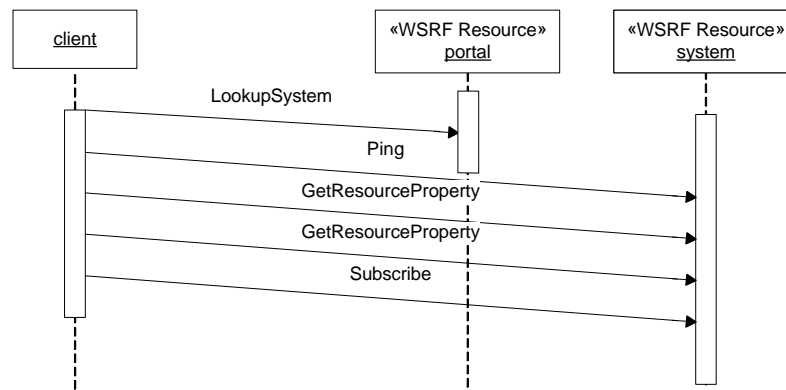 client
«WSRF Resource»
portal
«WSRF Resource»
system
LookupSystem
Ping
GetResourceProperty
GetResourceProperty
Subscribe